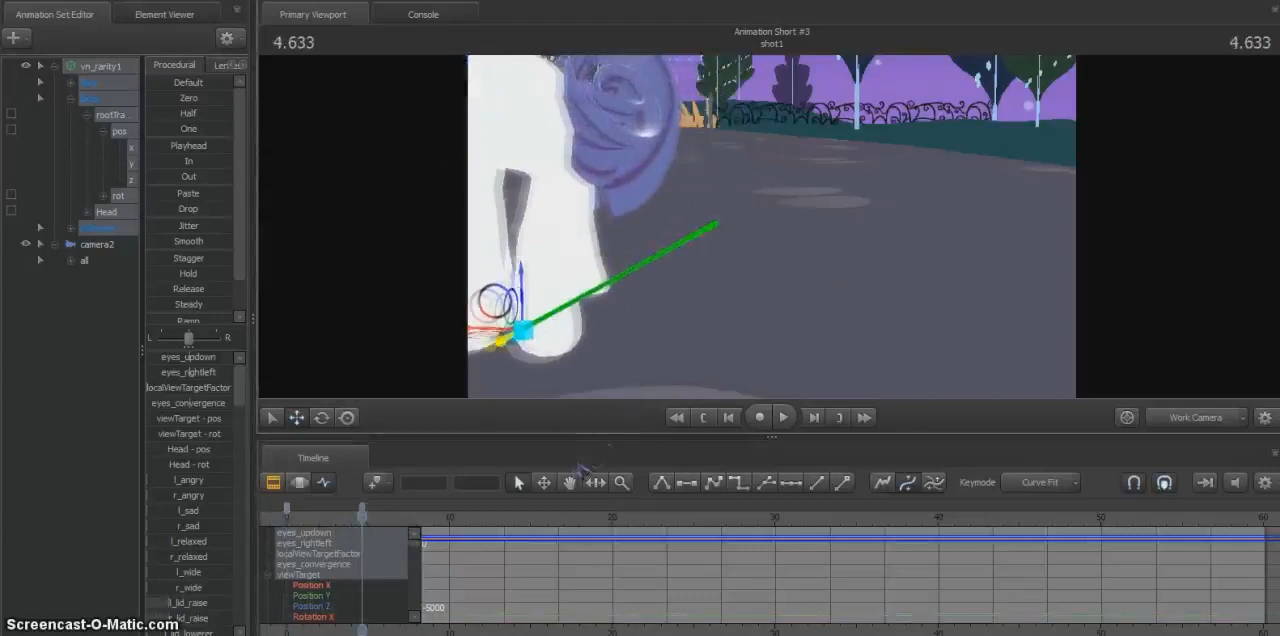 Animation Set Editor
Element Viewer
Primary Viewport
Console
4.633
Animation Short #3
shot1
4.633
vn_rarity1
rootTra...
pos
x
y
z
rot
Head
camera2
all
Procedural
Default
Zero
Half
One
Playhead
In
Out
Paste
Drop
Jitter
Smooth
Stagger
Hold
Release
Steady
Ramp
L
R
eyes_updown
eyes_rightleft
localViewTargetFactor
eyes_convergence
viewTarget - pos
viewTarget - rot
Head - pos
Head - rot
l_angry
r_angry
l_sad
r_sad
l_relaxed
r_relaxed
l_wide
r_wide
l_lid_raise
r_lid_raise
Work Camera
Timeline
Keymode
Curve Fit
10
20
30
40
50
60
eyes_updown
eyes_rightleft
localViewTargetFactor
eyes_convergence
viewTarget
Position X
Position Y
Position Z
Rotation X
0
-5000
Screencast-O-Matic.com